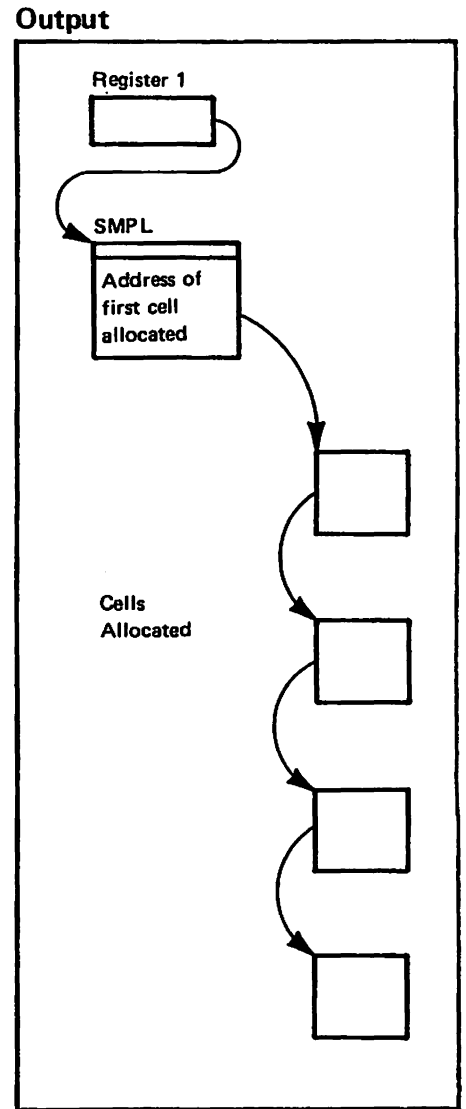 Output
Register 1
SMPL
Address of
first cell
allocated
Cells
Allocated